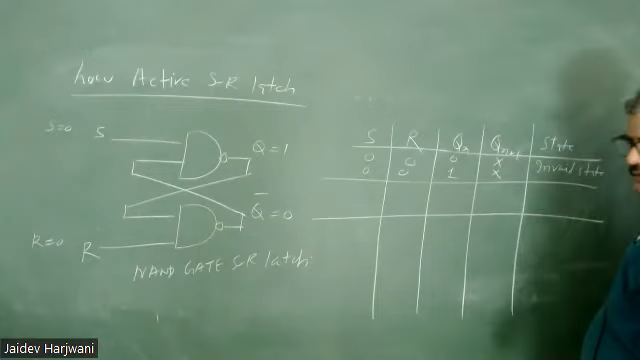 Low Active S-R latch
S=0 S Q = 1
R=0 R Q̅ = 0
NAND GATE S-R latch
S R Qn Qn+1 State
0 0 0 x Invalid state
0 0 1 x
Jaidev Harjwani